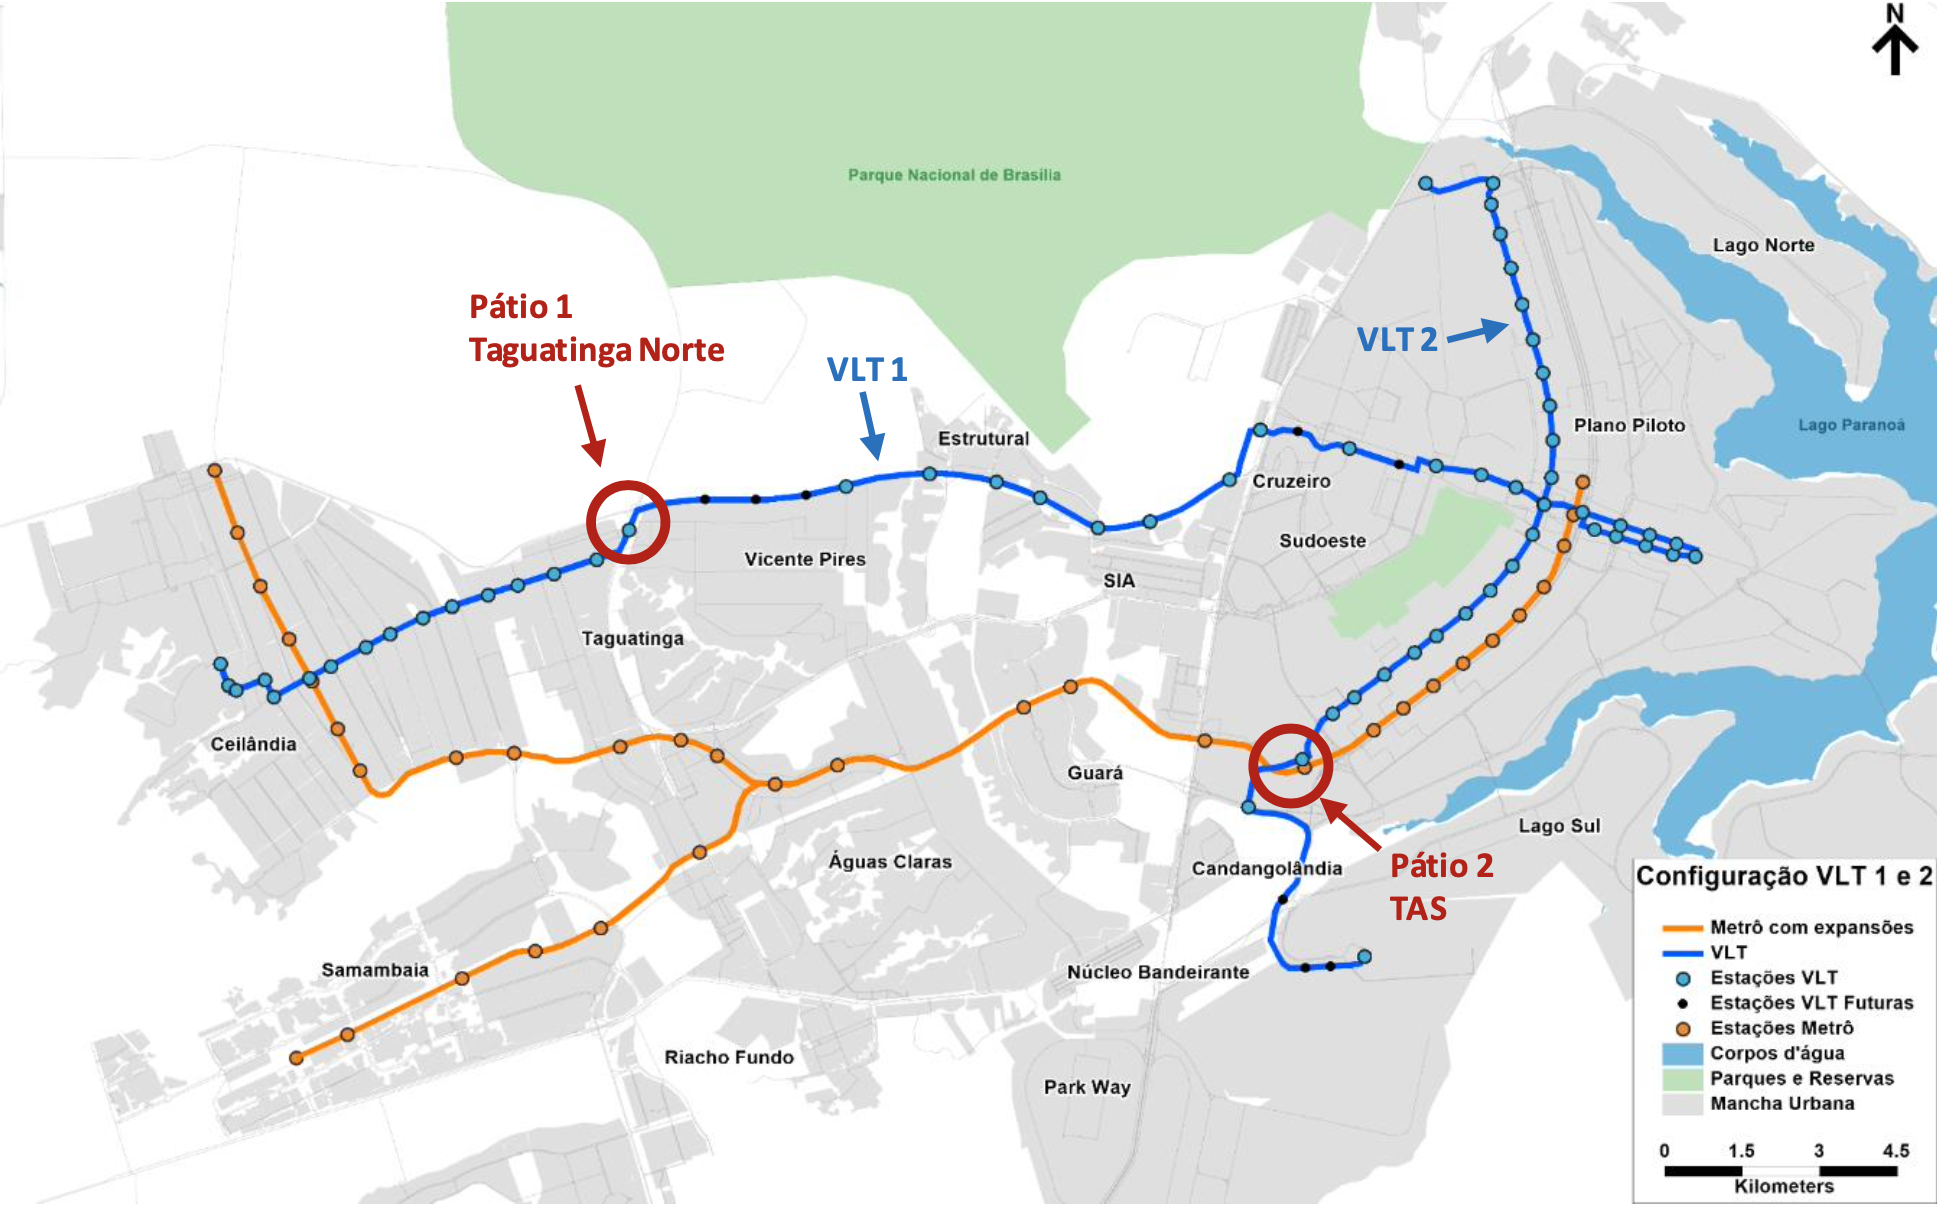 N
Parque Nacional de Brasília
Lago Norte
Pátio 1
Taguatinga Norte
VLT 1
VLT 2
Estrutural
Plano Piloto
Lago Paranoá
Cruzeiro
Sudoeste
Vicente Pires
SIA
Taguatinga
Ceilândia
Guará
Lago Sul
Águas Claras
Candangolândia
Pátio 2
TAS
Samambaia
Núcleo Bandeirante
Riacho Fundo
Park Way
Configuração VLT 1 e 2
Metrô com expansões
VLT
Estações VLT
Estações VLT Futuras
Estações Metrô
Corpos d'água
Parques e Reservas
Mancha Urbana
0 1.5 3 4.5
Kilometers